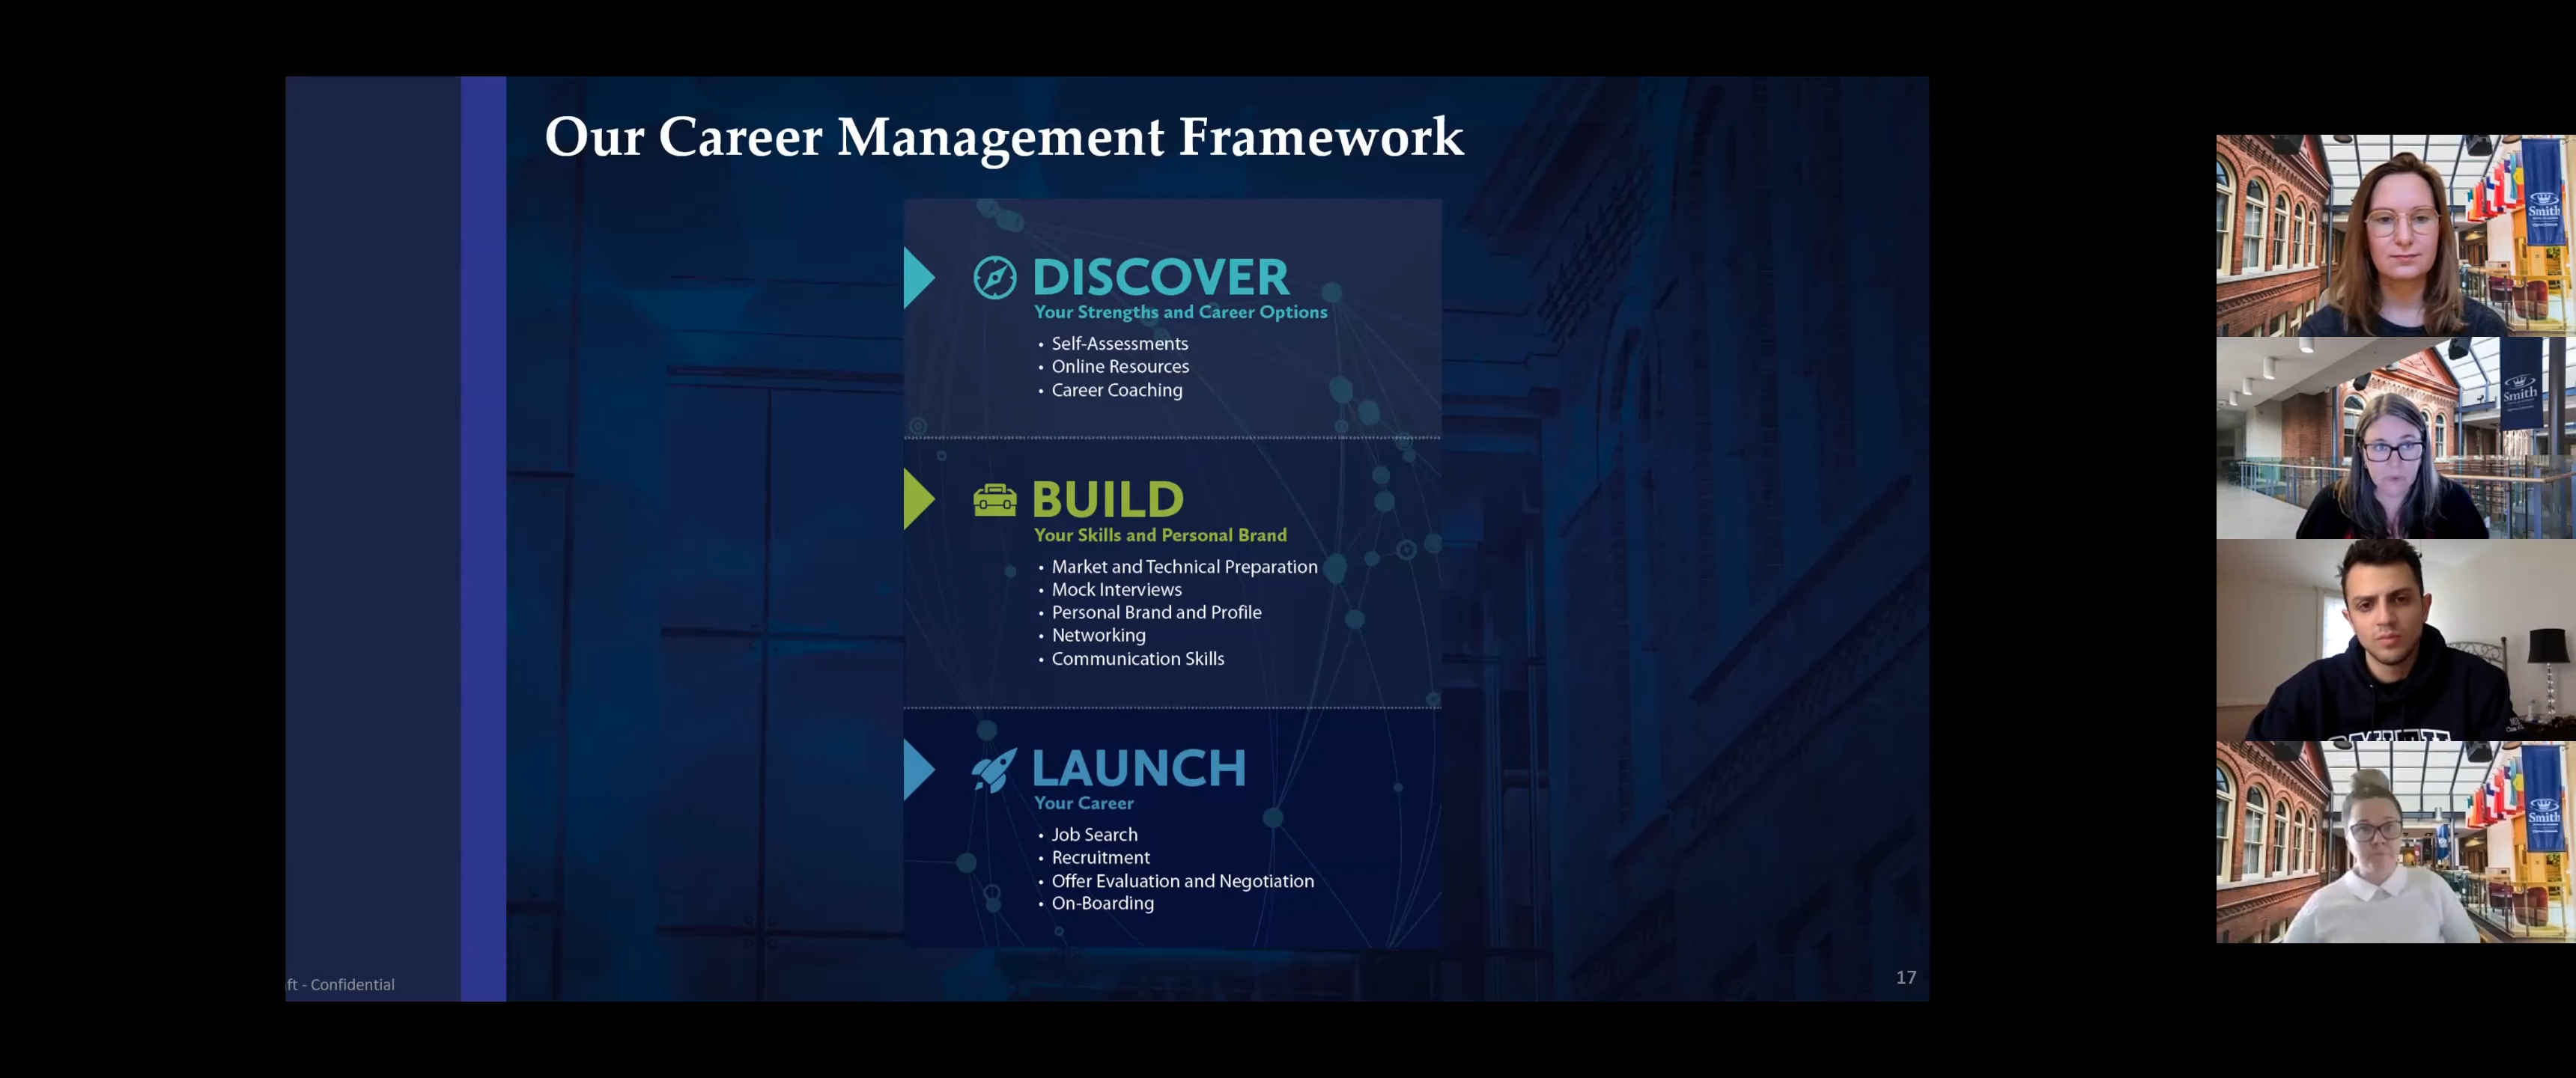 Our Career Management Framework
DISCOVER
Your Strengths and Career Options
• Self-Assessments
• Online Resources
• Career Coaching
BUILD
Your Skills and Personal Brand
• Market and Technical Preparation
• Mock Interviews
• Personal Brand and Profile
• Networking
• Communication Skills
LAUNCH
Your Career
• Job Search
• Recruitment
• Offer Evaluation and Negotiation
• On-Boarding
ft - Confidential
17
Smith
Smith
Smith